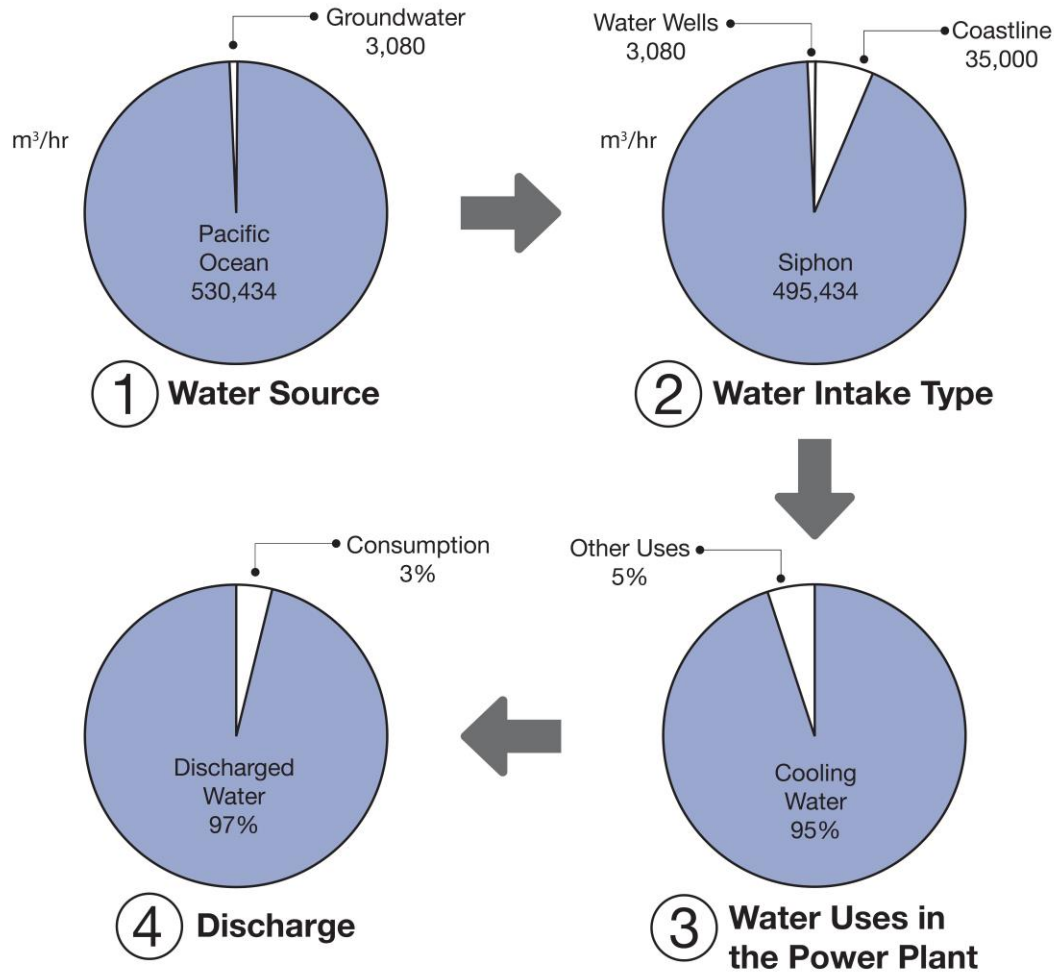 Groundwater
3,080
m³/hr
Pacific
Ocean
530,434
1 Water Source
Water Wells
3,080
Coastline
35,000
m³/hr
Siphon
495,434
2 Water Intake Type
Other Uses
5%
Cooling
Water
95%
3 Water Uses in
the Power Plant
Consumption
3%
Discharged
Water
97%
4 Discharge